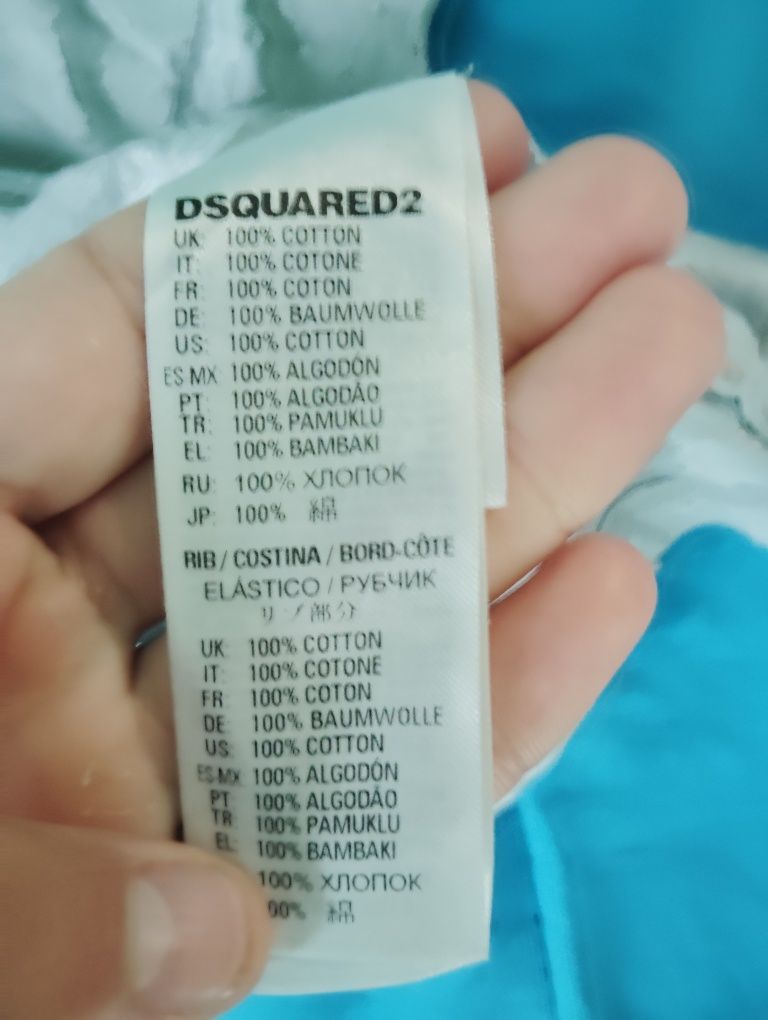 DSQUARED2
UK: 100% COTTON
IT: 100% COTONE
FR: 100% COTON
DE: 100% BAUMWOLLE
US: 100% COTTON
ES MX: 100% ALGODÓN
PT: 100% ALGODÃO
TR: 100% PAMUKLU
EL: 100% BAMBAKI
RU: 100% ХЛОПОК
JP: 100% 綿
RIB / COSTINA / BORD-CÔTE
ELÁSTICO / РУБЧИК
リブ部分
UK: 100% COTTON
IT: 100% COTONE
FR: 100% COTON
DE: 100% BAUMWOLLE
US: 100% COTTON
ES-MX: 100% ALGODÓN
PT: 100% ALGODÃO
TR: 100% PAMUKLU
EL: 100% BAMBAKI
100% ХЛОПОК
00% 綿